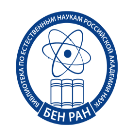 БИБЛИОТЕКА ПО ЕСТЕСТВЕННЫМ НАУКАМ РОССИЙСКОЙ АКАДЕМИИ НАУК
БЕН РАН